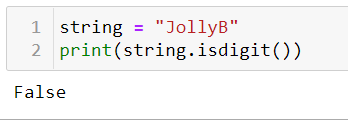 1 string = "JollyB"
2 print(string.isdigit())
False